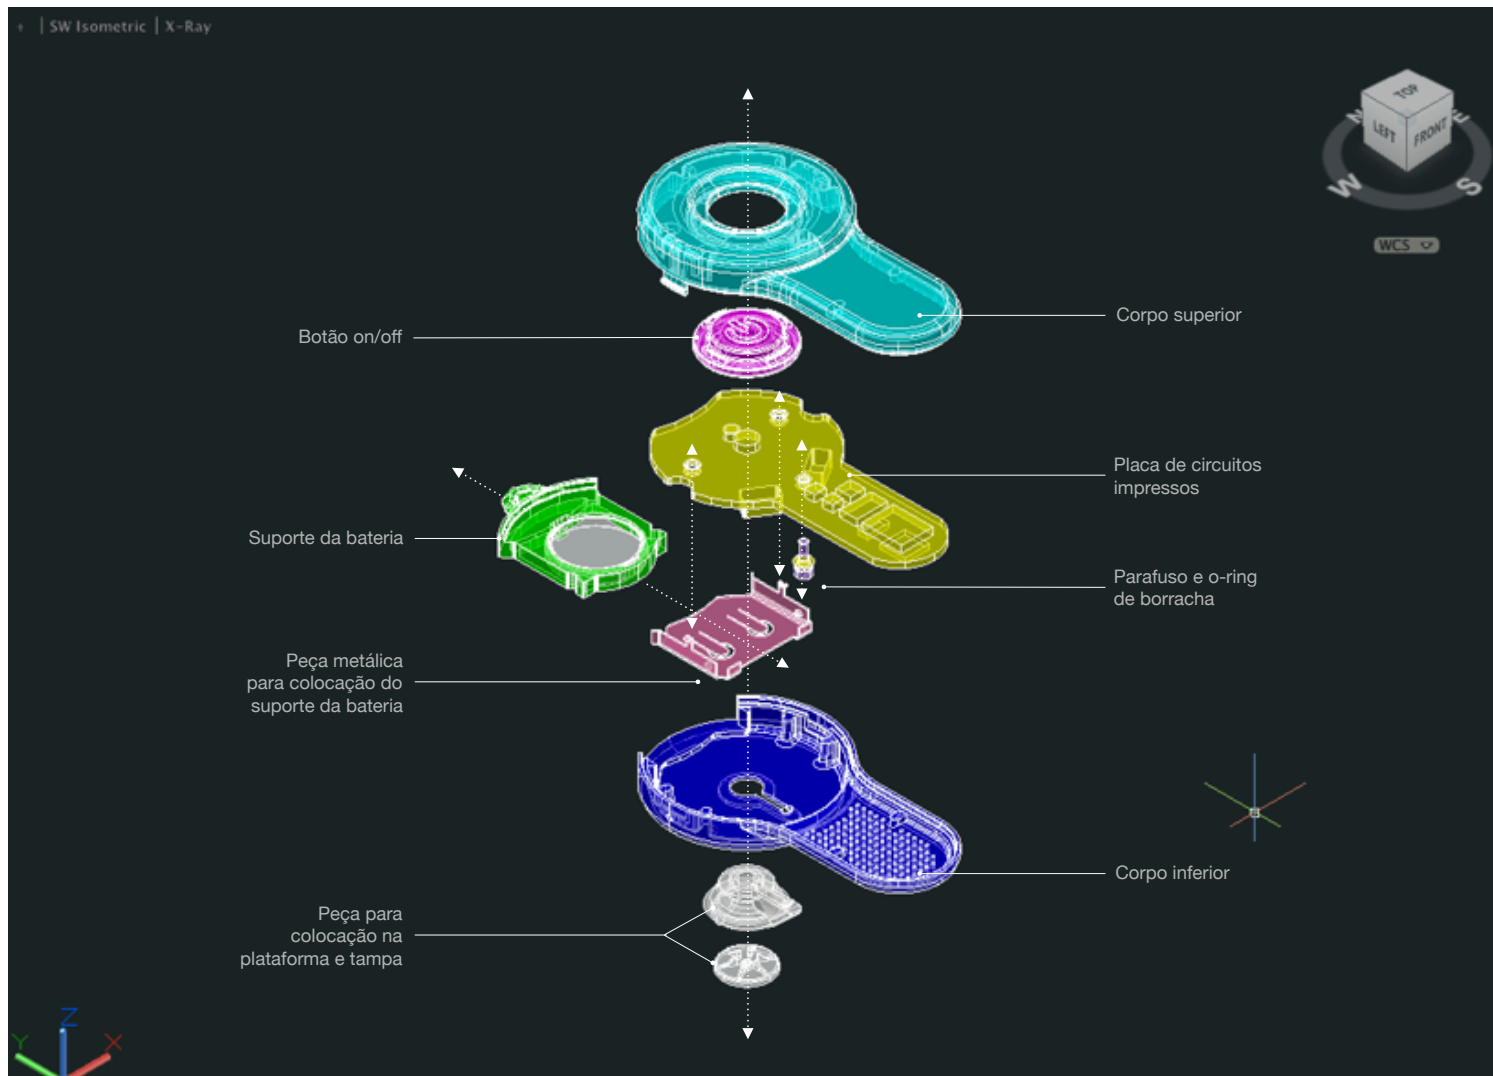 SW Isometric | X-Ray
TOP
LEFT
FRONT
N
E
W
S
WCS
Corpo superior
Botão on/off
Placa de circuitos
impressos
Suporte da bateria
Parafuso e o-ring
de borracha
Peça metálica
para colocação do
suporte da bateria
Corpo inferior
Peça para
colocação na
plataforma e tampa
Z
Y
X